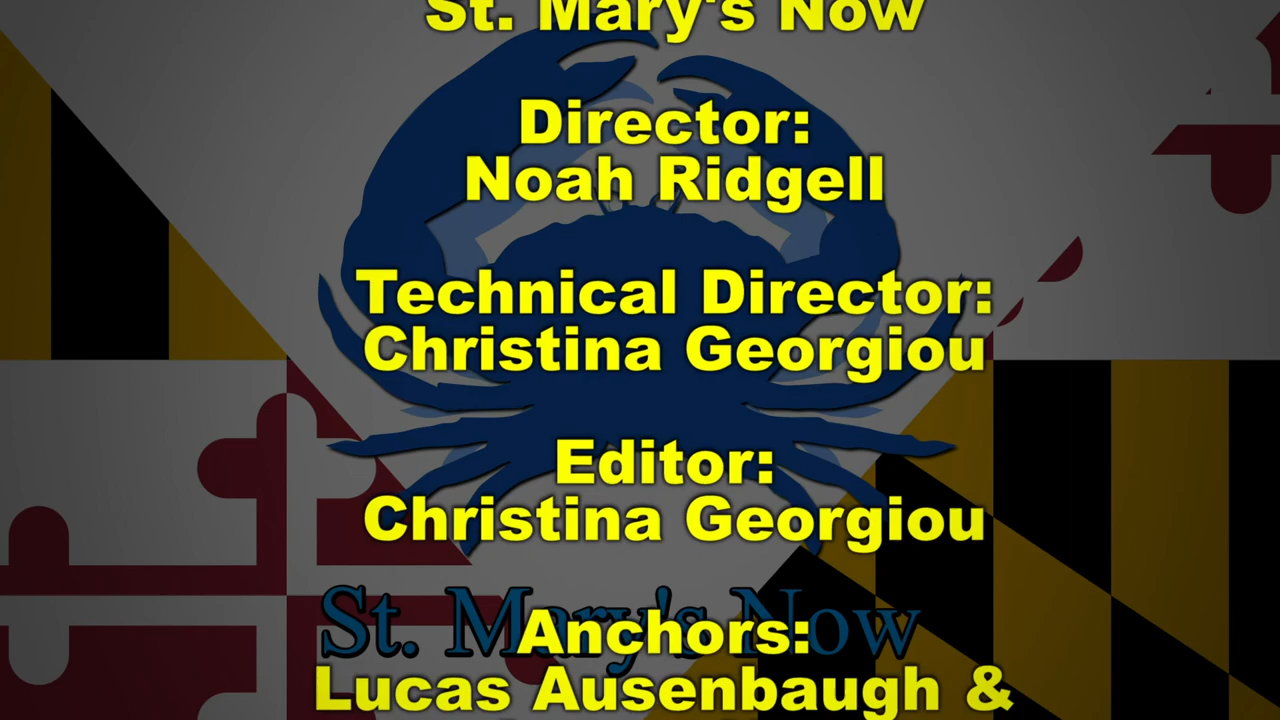 St. Mary's Now
Director:
Noah Ridgell
Technical Director:
Christina Georgiou
Editor:
Christina Georgiou
St. Mary's Now
Anchors:
Lucas Ausenbaugh &